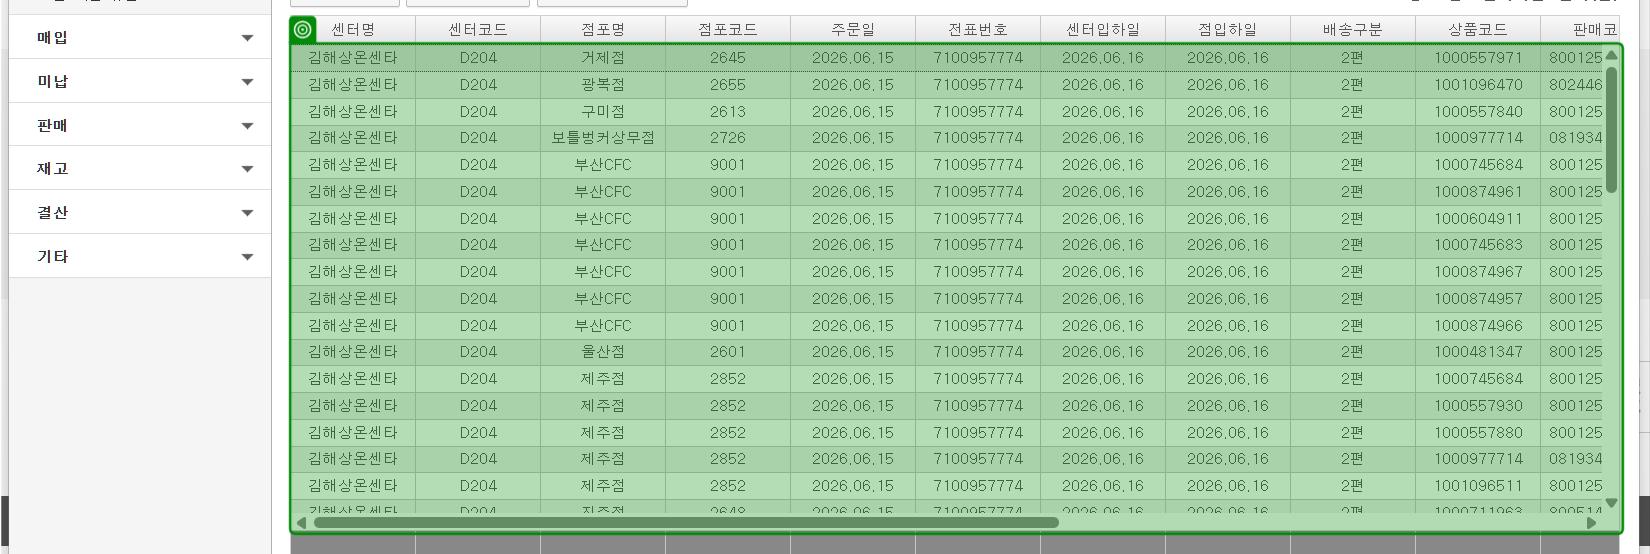 매입
미납
판매
재고
결산
기타
센터명 센터코드 점포명 점포코드 주문일 전표번호 센터입하일 점입하일 배송구분 상품코드 판매코
김해상온센타 D204 거제점 2645 2026.06.15 7100957774 2026.06.16 2026.06.16 2편 1000557971 800125
김해상온센타 D204 광복점 2655 2026.06.15 7100957774 2026.06.16 2026.06.16 2편 1001096470 802446
김해상온센타 D204 구미점 2613 2026.06.15 7100957774 2026.06.16 2026.06.16 2편 1000557840 800125
김해상온센타 D204 보틀벙커상무점 2726 2026.06.15 7100957774 2026.06.16 2026.06.16 2편 1000977714 081934
김해상온센타 D204 부산CFC 9001 2026.06.15 7100957774 2026.06.16 2026.06.16 2편 1000745684 800125
김해상온센타 D204 부산CFC 9001 2026.06.15 7100957774 2026.06.16 2026.06.16 2편 1000874961 800125
김해상온센타 D204 부산CFC 9001 2026.06.15 7100957774 2026.06.16 2026.06.16 2편 1000604911 800125
김해상온센타 D204 부산CFC 9001 2026.06.15 7100957774 2026.06.16 2026.06.16 2편 1000745683 800125
김해상온센타 D204 부산CFC 9001 2026.06.15 7100957774 2026.06.16 2026.06.16 2편 1000874967 800125
김해상온센타 D204 부산CFC 9001 2026.06.15 7100957774 2026.06.16 2026.06.16 2편 1000874957 800125
김해상온센타 D204 부산CFC 9001 2026.06.15 7100957774 2026.06.16 2026.06.16 2편 1000874966 800125
김해상온센타 D204 울산점 2601 2026.06.15 7100957774 2026.06.16 2026.06.16 2편 1000481347 800125
김해상온센타 D204 제주점 2852 2026.06.15 7100957774 2026.06.16 2026.06.16 2편 1000745684 800125
김해상온센타 D204 제주점 2852 2026.06.15 7100957774 2026.06.16 2026.06.16 2편 1000557930 800125
김해상온센타 D204 제주점 2852 2026.06.15 7100957774 2026.06.16 2026.06.16 2편 1000557880 800125
김해상온센타 D204 제주점 2852 2026.06.15 7100957774 2026.06.16 2026.06.16 2편 1000977714 081934
김해상온센타 D204 제주점 2852 2026.06.15 7100957774 2026.06.16 2026.06.16 2편 1001096511 800125
김해상온센타 D204 2026.06.15 7100957774 2026.06.16 2026.06.16 2편